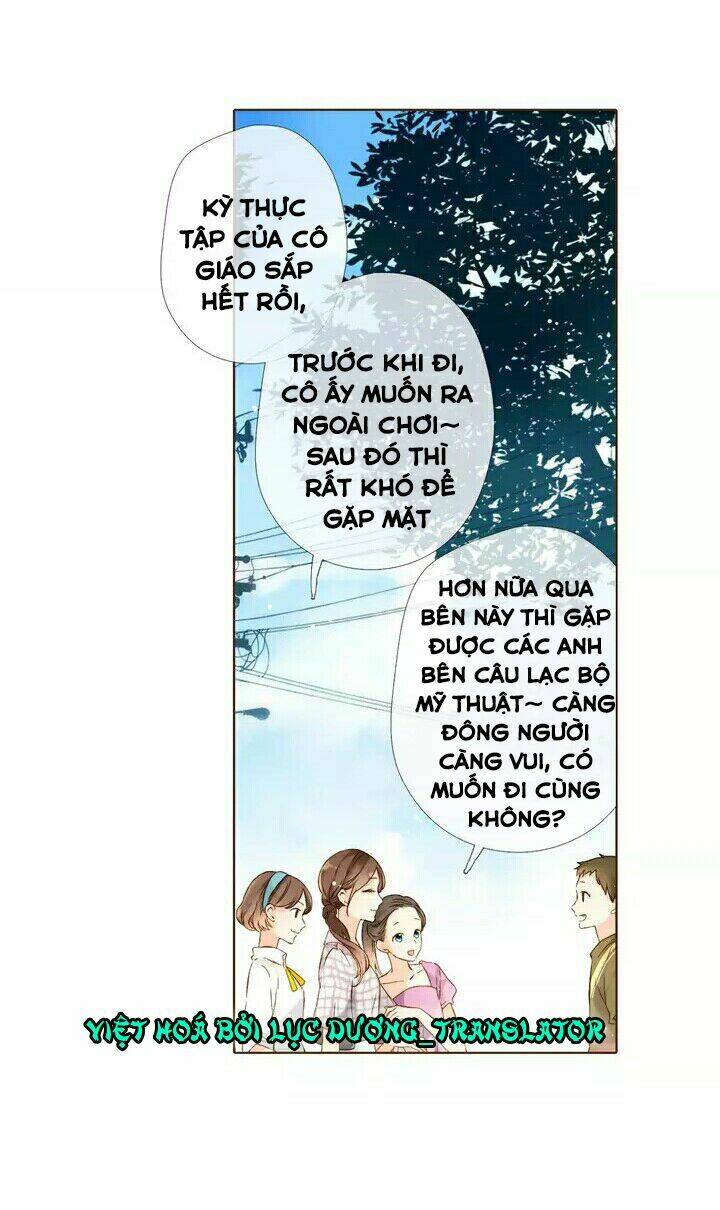 KỲ THỰC
TẬP CỦA CÔ
GIÁO SẮP
HẾT RỒI,
TRƯỚC KHI ĐI,
CÔ ẤY MUỐN RA
NGOÀI CHƠI~
SAU ĐÓ THÌ
RẤT KHÓ ĐỂ
GẶP MẶT
HƠN NỮA QUA
BÊN NÀY THÌ GẶP
ĐƯỢC CÁC ANH
BÊN CÂU LẠC BỘ
MỸ THUẬT~ CÀNG
ĐÔNG NGƯỜI
CÀNG VUI, CÓ
MUỐN ĐI CÙNG
KHÔNG?
VIỆT HOÁ BỞI LỤC DƯƠNG_TRANSLATOR